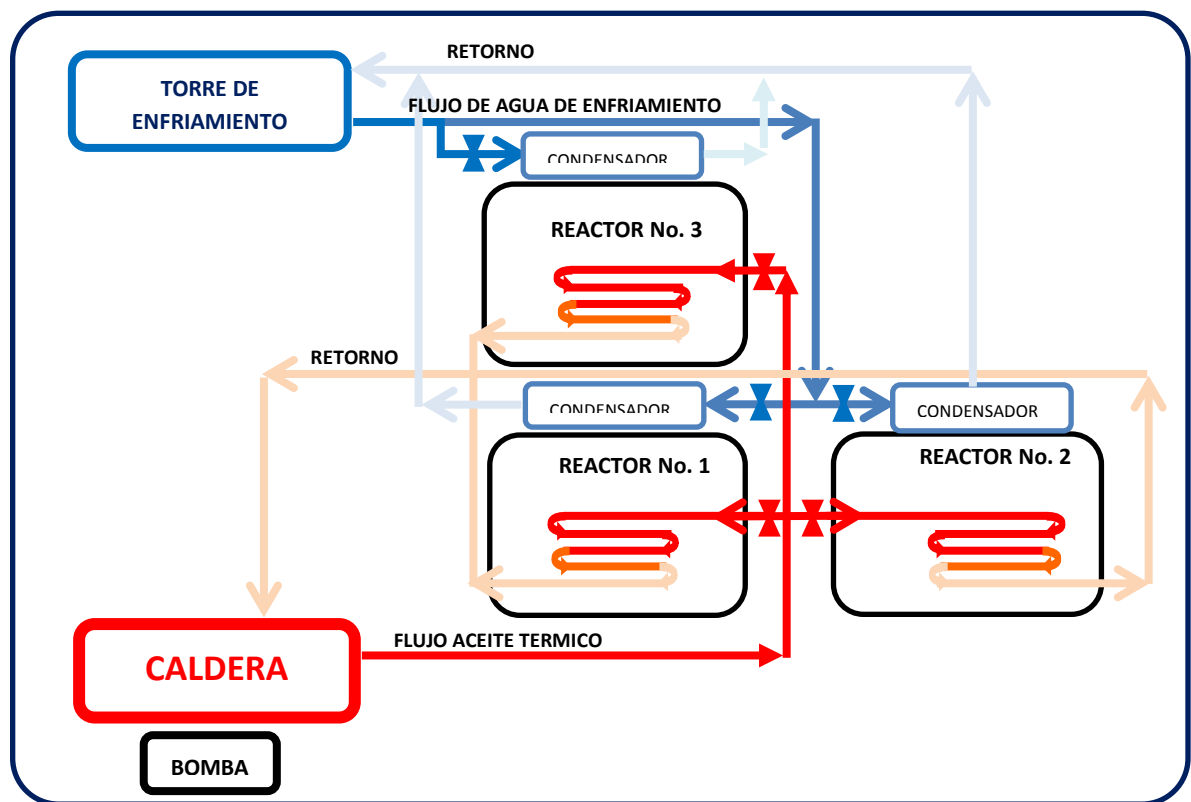 RETORNO
TORRE DE
ENFRIAMIENTO
FLUJO DE AGUA DE ENFRIAMIENTO
CONDENSADOR
REACTOR No. 3
RETORNO
CONDENSADOR
CONDENSADOR
REACTOR No. 1
REACTOR No. 2
FLUJO ACEITE TERMICO
CALDERA
BOMBA